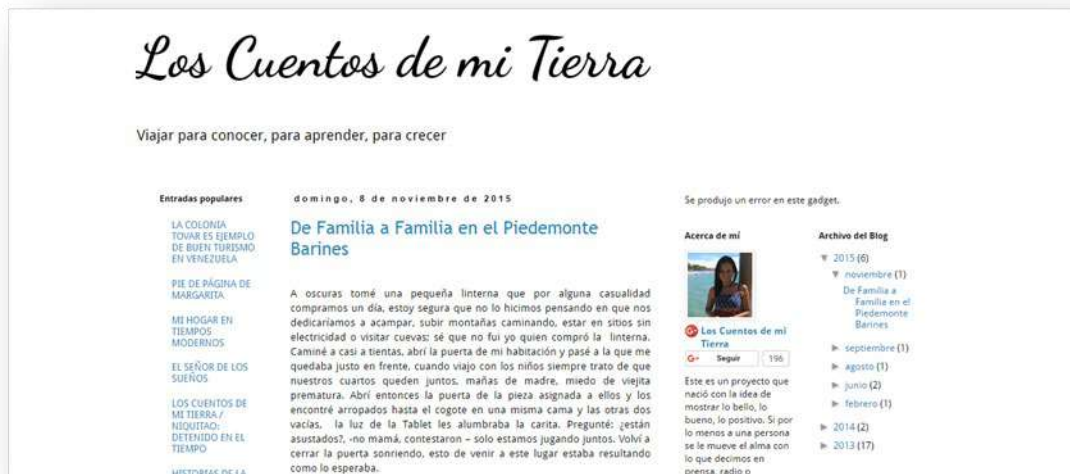 Los Cuentos de mi Tierra
Viajar para conocer, para aprender, para crecer
Entradas populares
LA COLONIA
TOVAR ES EJEMPLO
DE BUEN TURISMO
EN VENEZUELA
PIE DE PÁGINA DE
MARGARITA
MI HOGAR EN
TIEMPOS
MODERNOS
EL SEÑOR DE LOS
SUEÑOS
LOS CUENTOS DE
MI TIERRA /
NIQUITAO:
DETENIDO EN EL
TIEMPO
HISTORIAS DE LA
domingo, 8 de noviembre de 2015
De Familia a Familia en el Piedemonte
Barines
A oscuras tomé una pequeña linterna que por alguna casualidad
compramos un día, estoy segura que no lo hicimos pensando en que nos
dedicaríamos a acampar, subir montañas caminando, estar en sitios sin
electricidad o visitar cuevas; sé que no fui yo quien compró la linterna.
Caminé a casi a tientas, abrí la puerta de mi habitación y pasé a la que me
quedaba justo en frente, cuando viajo con los niños siempre trato de que
nuestros cuartos queden juntos, mañas de madre, miedo de viejita
prematura. Abrí entonces la puerta de la pieza asignada a ellos y los
encontré arropados hasta el cogote en una misma cama y las otras dos
vacías, la luz de la Tablet les alumbraba la carita. Pregunté: ¿están
asustados?, -no mamá, contestaron – solo estamos jugando juntos. Volví a
cerrar la puerta sonriendo, esto de venir a este lugar estaba resultando
como lo esperaba.
Se produjo un error en este gadget.
Acerca de mí
G+ Los Cuentos de mi
Tierra
G+ Seguir 196
Este es un proyecto que
nació con la idea de
mostrar lo bello, lo
bueno, lo positivo. Si por
lo menos a una persona
se le mueve el alma con
lo que decimos en
prensa, radio o
Archivo del Blog
▼ 2015 (6)
▼ noviembre (1)
De Familia a
Familia en el
Piedemonte
Barines
► septiembre (1)
► agosto (1)
► junio (2)
► febrero (1)
► 2014 (2)
► 2013 (17)